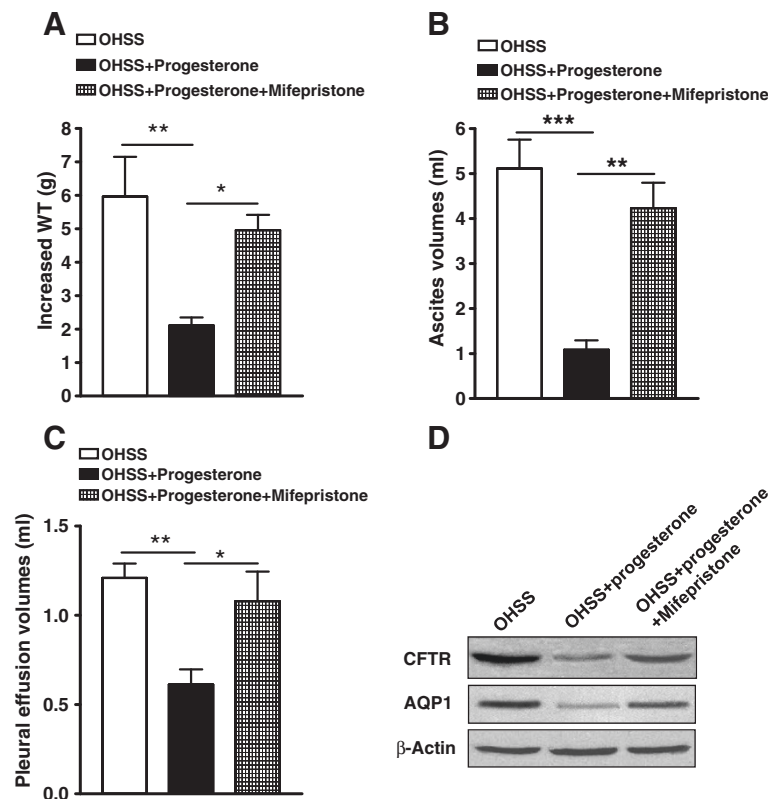 A
OHSS
OHSS+Progesterone
OHSS+Progesterone+Mifepristone
Increased WT (g)
8
7
6
5
4
3
2
1
0
**
*
B
OHSS
OHSS+Progesterone
OHSS+Progesterone+Mifepristone
Ascites volumes (ml)
6
5
4
3
2
1
0
***
**
C
OHSS
OHSS+Progesterone
OHSS+Progesterone+Mifepristone
Pleural effusion volumes (ml)
1.5
1.0
0.5
0.0
**
*
D
OHSS
OHSS+progesterone
OHSS+progesterone
+Mifepristone
CFTR
AQP1
β-Actin